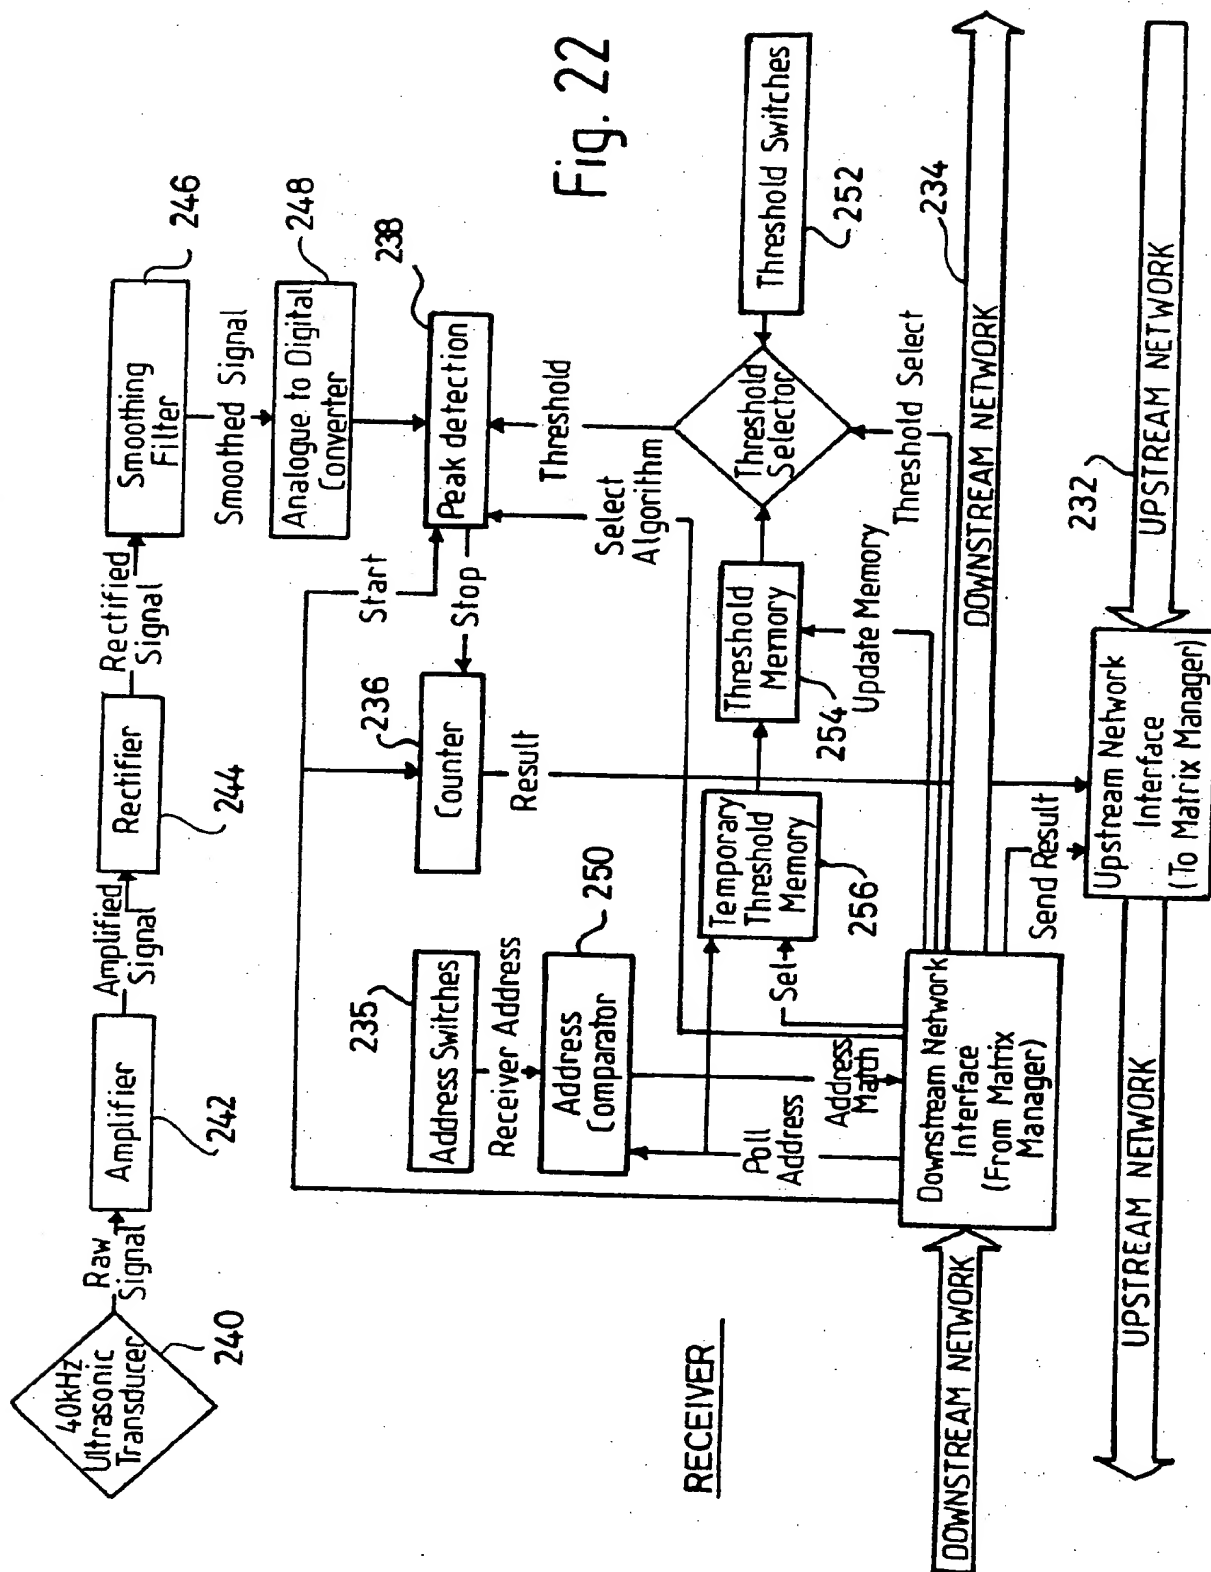 Fig. 22
RECEIVER
40kHz
Ultrasonic
Transducer
240
Raw
Signal
Amplifier
242
Amplified
Signal
Rectifier
244
Rectified
Signal
Smoothing
Filter
246
Smoothed Signal
Analogue to Digital
Converter
248
Peak detection
238
Start
Stop
Counter
236
Result
Threshold
Select
Algorithm
Address Switches
235
Receiver Address
Address
Comparator
250
Address
Match
Poll
Address
Temporary
Threshold
Memory
256
Set
Threshold
Memory
254
Update Memory
Threshold
Selector
Threshold Switches
252
Threshold Select
DOWNSTREAM NETWORK
Downstream Network
Interface
(From Matrix
Manager)
DOWNSTREAM NETWORK
234
Send Result
Upstream Network
Interface
(To Matrix Manager)
UPSTREAM NETWORK
232
UPSTREAM NETWORK